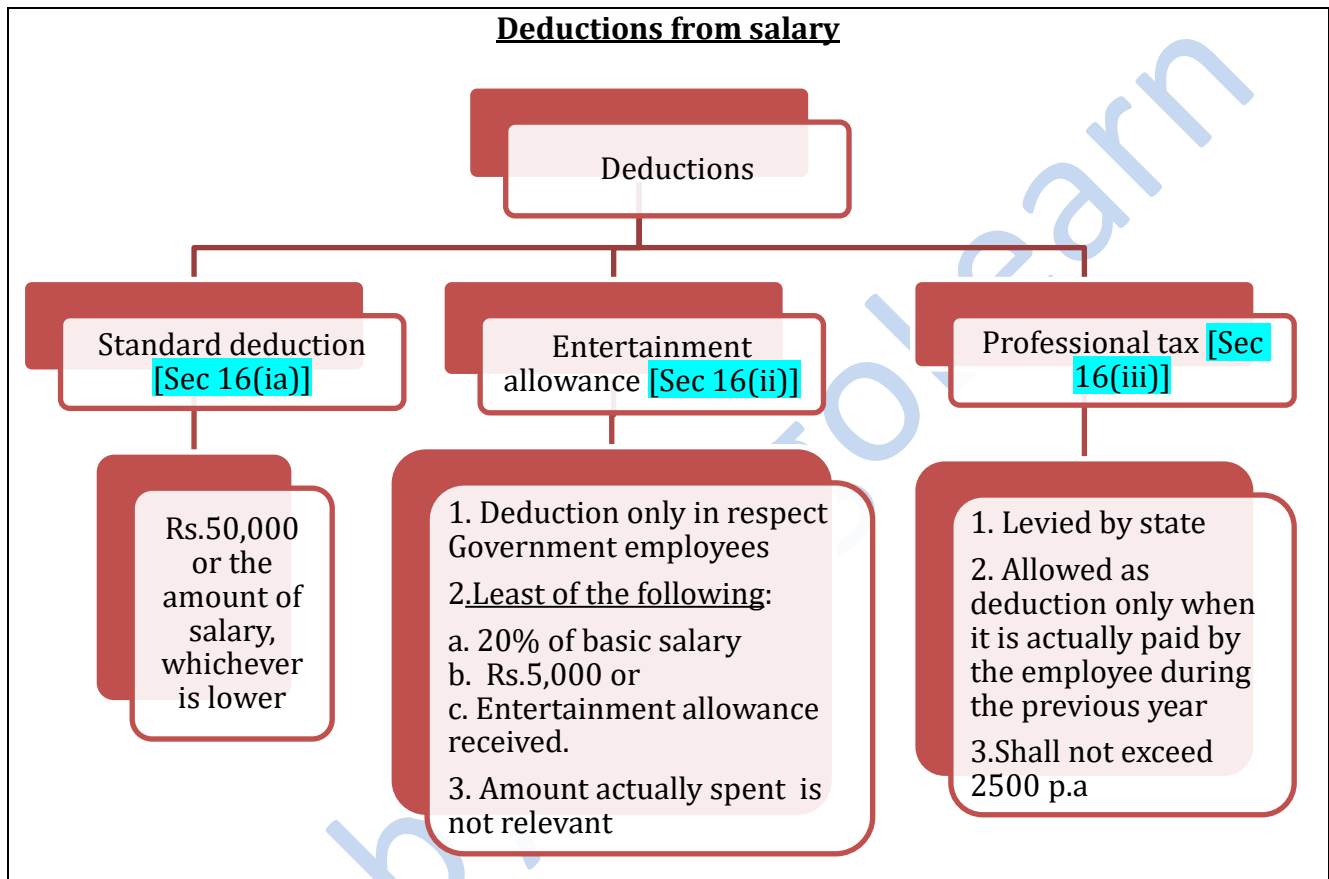 Deductions from salary
Deductions
Standard deduction
[Sec 16(ia)]
Entertainment
allowance [Sec 16(ii)]
Professional tax [Sec
16(iii)]
Rs.50,000
or the
amount of
salary,
whichever
is lower
1. Deduction only in respect
Government employees
2.Least of the following:
a. 20% of basic salary
b. Rs.5,000 or
c. Entertainment allowance
received.
3. Amount actually spent is
not relevant
1. Levied by state
2. Allowed as
deduction only when
it is actually paid by
the employee during
the previous year
3.Shall not exceed
2500 p.a